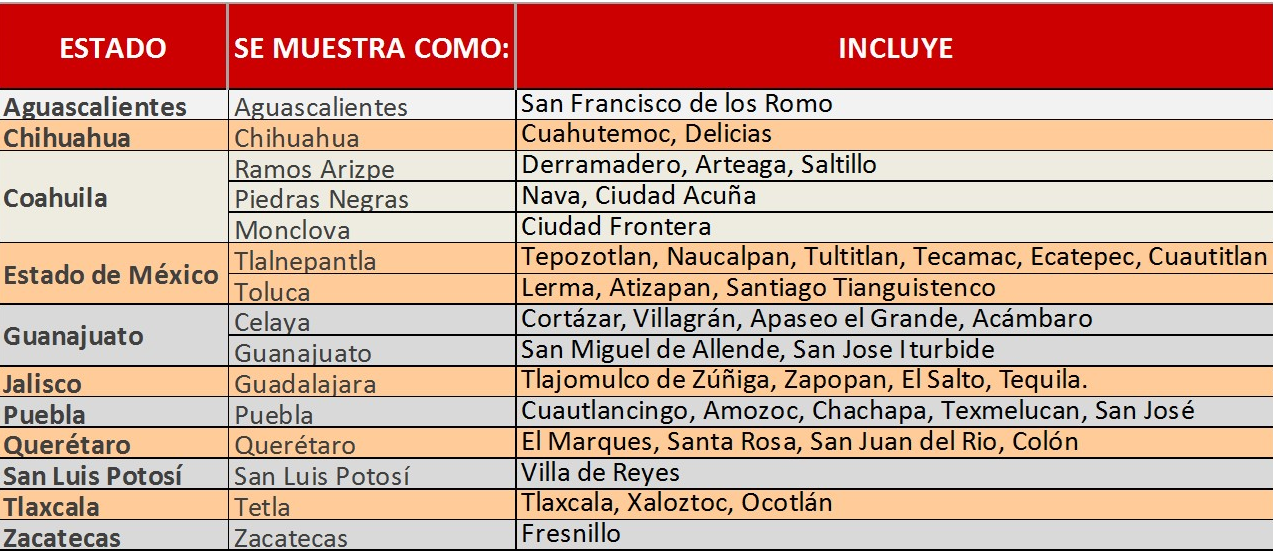 ESTADO SE MUESTRA COMO: INCLUYE
Aguascalientes Aguascalientes San Francisco de los Romo
Chihuahua Chihuahua Cuahutemoc, Delicias
Coahuila Ramos Arizpe Derramadero, Arteaga, Saltillo
Piedras Negras Nava, Ciudad Acuña
Monclova Ciudad Frontera
Estado de México Tlalnepantla Tepozotlan, Naucalpan, Tultitlan, Tecamac, Ecatepec, Cuautitlan
Toluca Lerma, Atizapan, Santiago Tianguistenco
Guanajuato Celaya Cortázar, Villagrán, Apaseo el Grande, Acámbaro
Guanajuato San Miguel de Allende, San Jose Iturbide
Jalisco Guadalajara Tlajomulco de Zúñiga, Zapopan, El Salto, Tequila.
Puebla Puebla Cuautlancingo, Amozoc, Chachapa, Texmelucan, San José
Querétaro Querétaro El Marques, Santa Rosa, San Juan del Rio, Colón
San Luis Potosí San Luis Potosí Villa de Reyes
Tlaxcala Tetla Tlaxcala, Xaloztoc, Ocotlán
Zacatecas Zacatecas Fresnillo